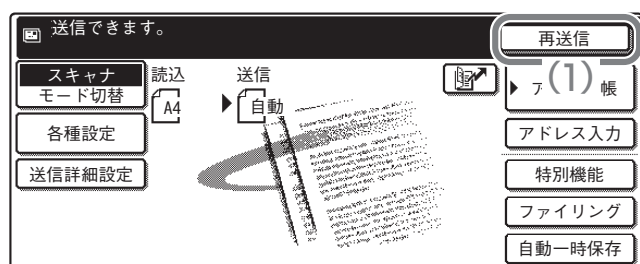 送信できます。
再送信
スキャナ
モード切替
読込
A4
送信
自動
(1)
ア
帳
各種設定
アドレス入力
送信詳細設定
特別機能
ファイリング
自動一時保存